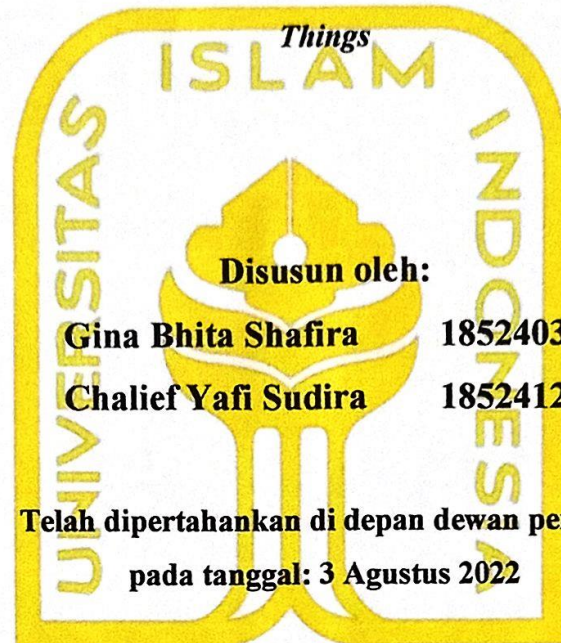 Things
UNIVERSITAS ISLAM INDONESIA
Disusun oleh:
Gina Bhita Shafira 1852403
Chalief Yafi Sudira 1852412
Telah dipertahankan di depan dewan
pada tanggal: 3 Agustus 2022